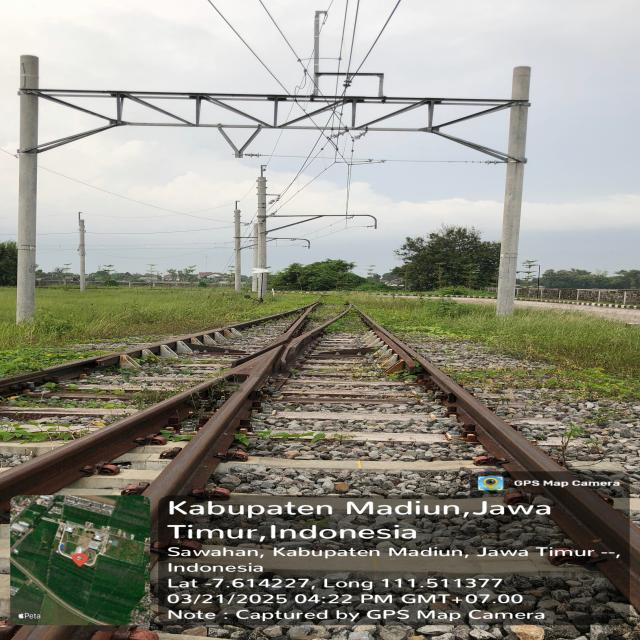 GPS Map Camera
Kabupaten Madiun,Jawa
Timur,Indonesia
Sawahan, Kabupaten Madiun, Jawa Timur --,
Indonesia
Lat -7.614227, Long 111.511377
03/21/2025 04:22 PM GMT+07.00
Note : Captured by GPS Map Camera
Peta